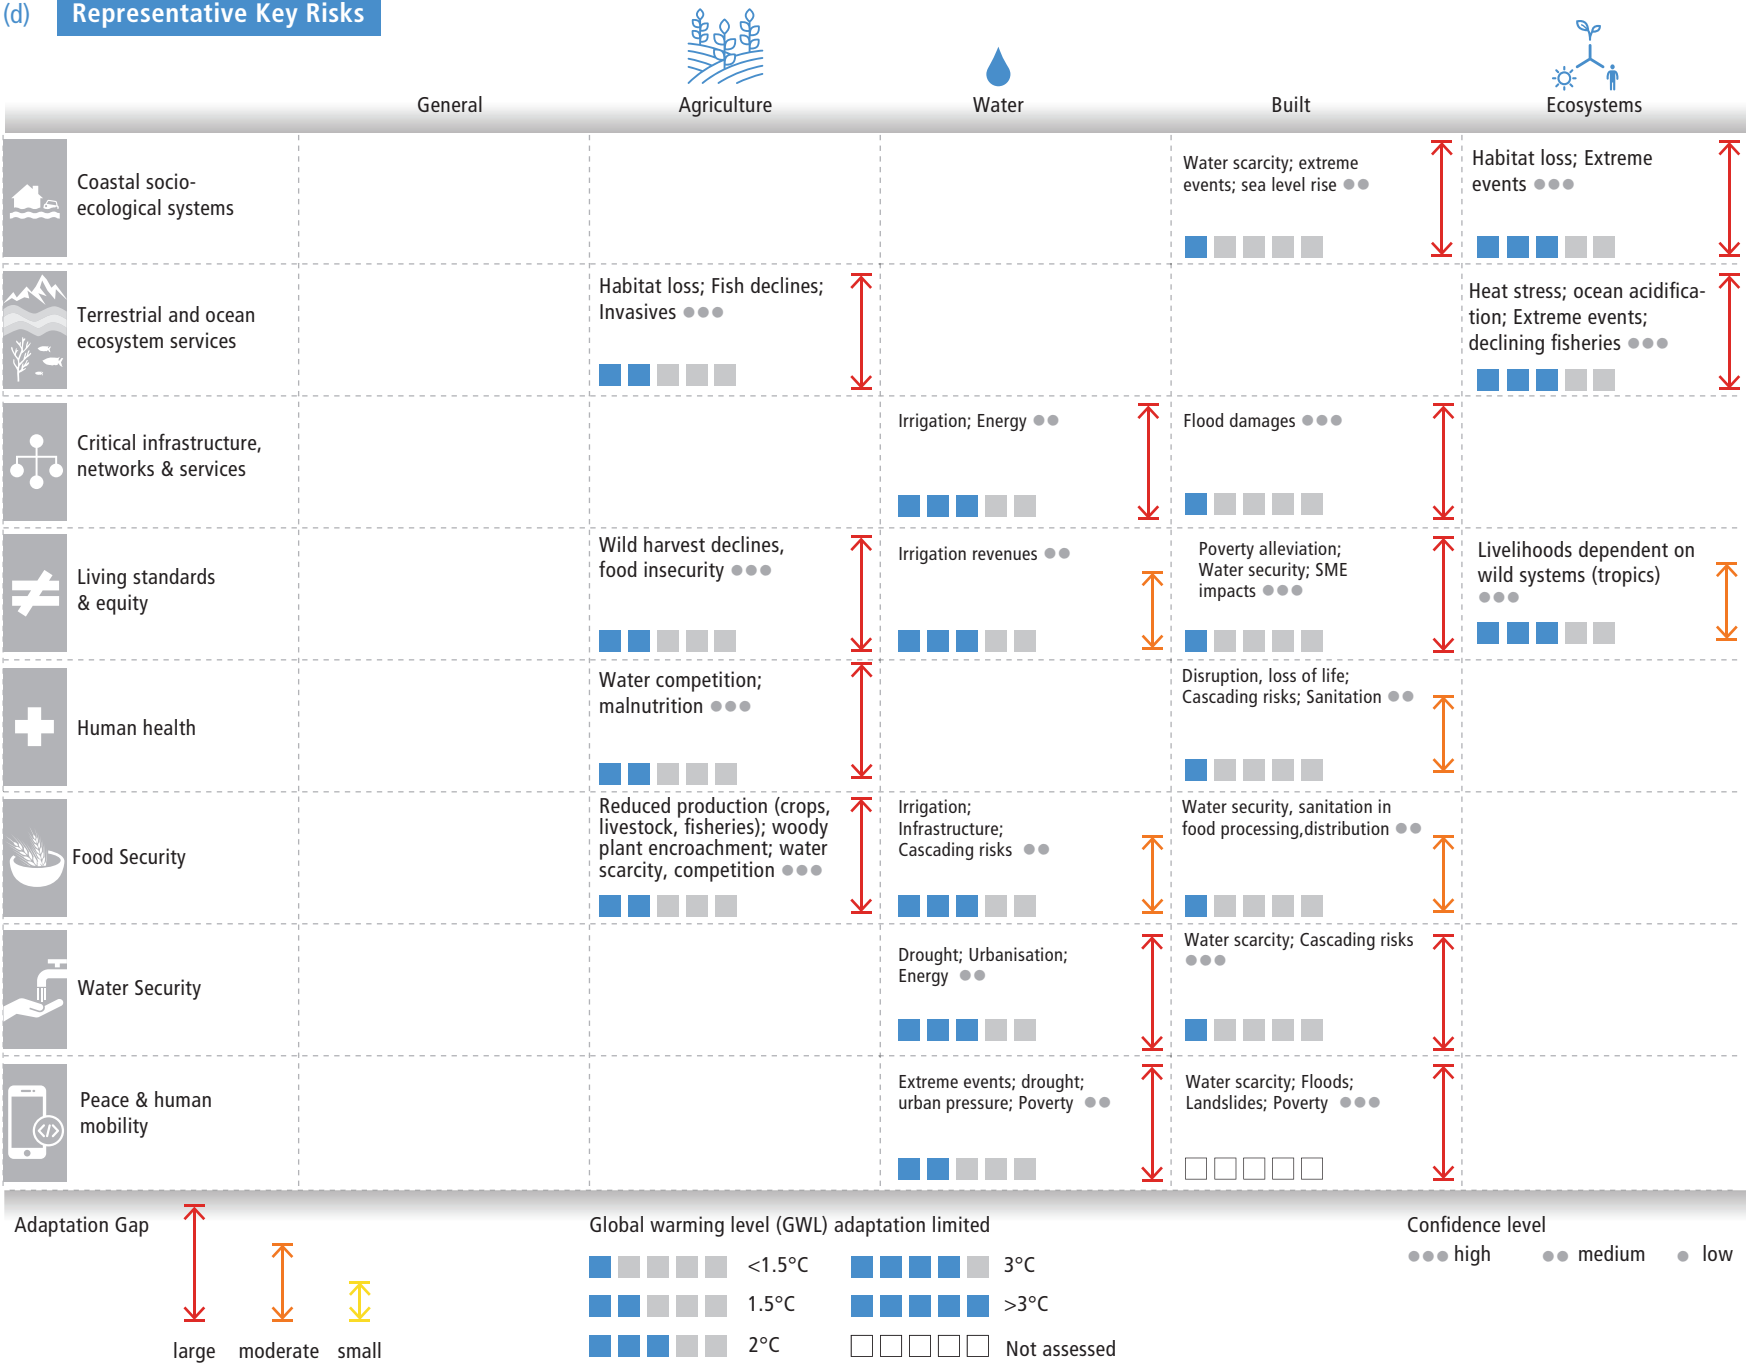 (d) Representative Key Risks
General Agriculture Water Built Ecosystems
Coastal socio-
ecological systems
Water scarcity; extreme
events; sea level rise
Habitat loss; Extreme
events
Terrestrial and ocean
ecosystem services
Habitat loss; Fish declines;
Invasives
Heat stress; ocean acidifica-
tion; Extreme events;
declining fisheries
Critical infrastructure,
networks & services
Irrigation; Energy
Flood damages
Living standards
& equity
Wild harvest declines,
food insecurity
Irrigation revenues
Poverty alleviation;
Water security; SME
impacts
Livelihoods dependent on
wild systems (tropics)
Human health
Water competition;
malnutrition
Disruption, loss of life;
Cascading risks; Sanitation
Food Security
Reduced production (crops,
livestock, fisheries); woody
plant encroachment; water
scarcity, competition
Irrigation;
Infrastructure;
Cascading risks
Water security, sanitation in
food processing,distribution
Water Security
Drought; Urbanisation;
Energy
Water scarcity; Cascading risks
Peace & human
mobility
</>
Extreme events; drought;
urban pressure; Poverty
Water scarcity; Floods;
Landslides; Poverty
Adaptation Gap
large moderate small
Global warming level (GWL) adaptation limited
<1.5°C
1.5°C
2°C
3°C
>3°C
Not assessed
Confidence level
high medium low